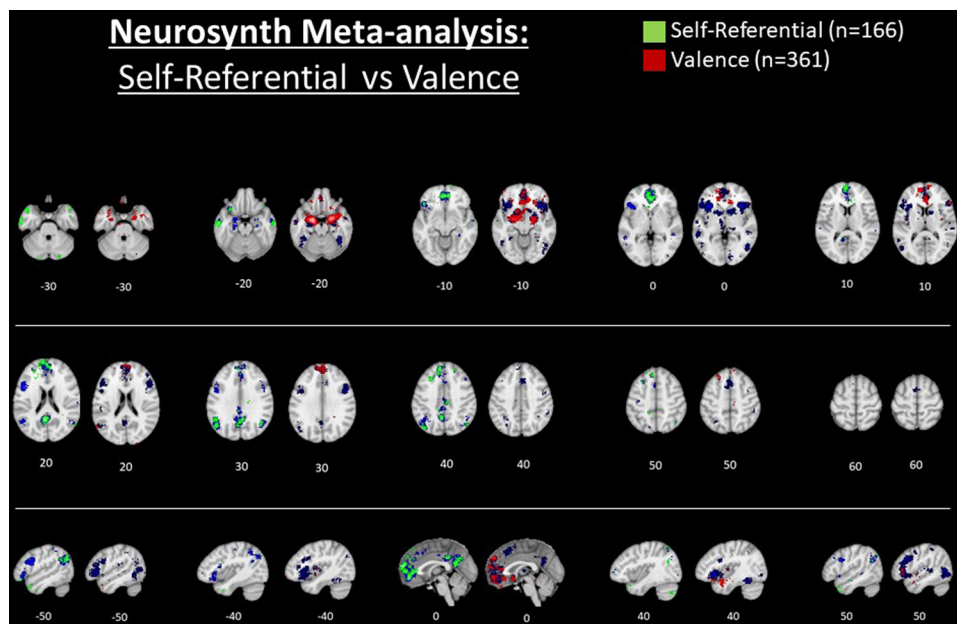 Neurosynth Meta-analysis:
Self-Referential vs Valence
Self-Referential (n=166)
Valence (n=361)
-30 -30 -20 -20 -10 -10 0 0 10 10
20 20 30 30 40 40 50 50 60 60
-50 -50 -40 -40 0 0 40 40 50 50